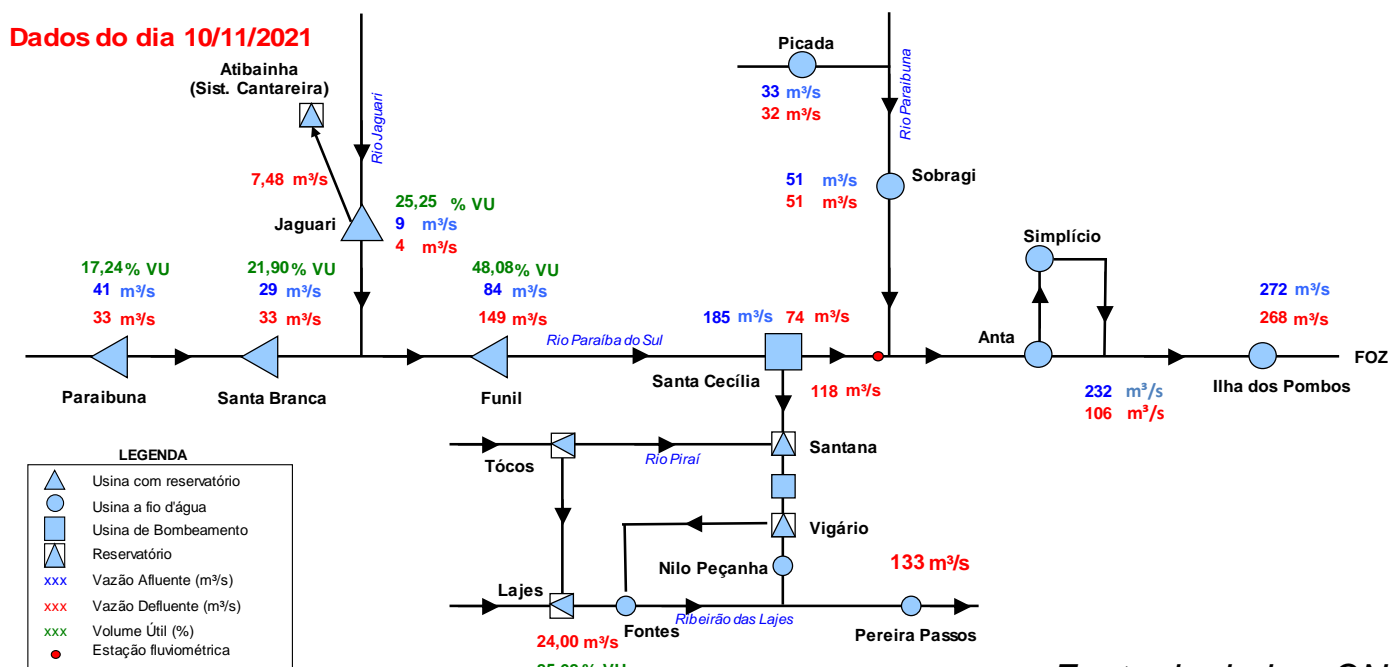 Dados do dia 10/11/2021
Atibainha
(Sist. Cantareira)
Rio Jaguari
7,48 m³/s
Jaguari
25,25 % VU
9 m³/s
4 m³/s
Picada
33 m³/s
32 m³/s
Rio Paraibuna
51 m³/s
51 m³/s
Sobragi
17,24% VU
41 m³/s
33 m³/s
Paraibuna
21,90% VU
29 m³/s
33 m³/s
Santa Branca
48,08% VU
84 m³/s
149 m³/s
Funil
Rio Paraíba do Sul
185 m³/s 74 m³/s
Santa Cecília
118 m³/s
Simplício
Anta
232 m³/s
106 m³/s
272 m³/s
268 m³/s
Ilha dos Pombos
FOZ
Tócos
Rio Piraí
Santana
Vigário
Nilo Peçanha
133 m³/s
Lajes
24,00 m³/s
Fontes
Ribeirão das Lajes
Pereira Passos
LEGENDA
Usina com reservatório
Usina a fio d'água
Usina de Bombeamento
Reservatório
xxx Vazão Afluente (m³/s)
xxx Vazão Defluente (m³/s)
xxx Volume Útil (%)
Estação fluviométrica